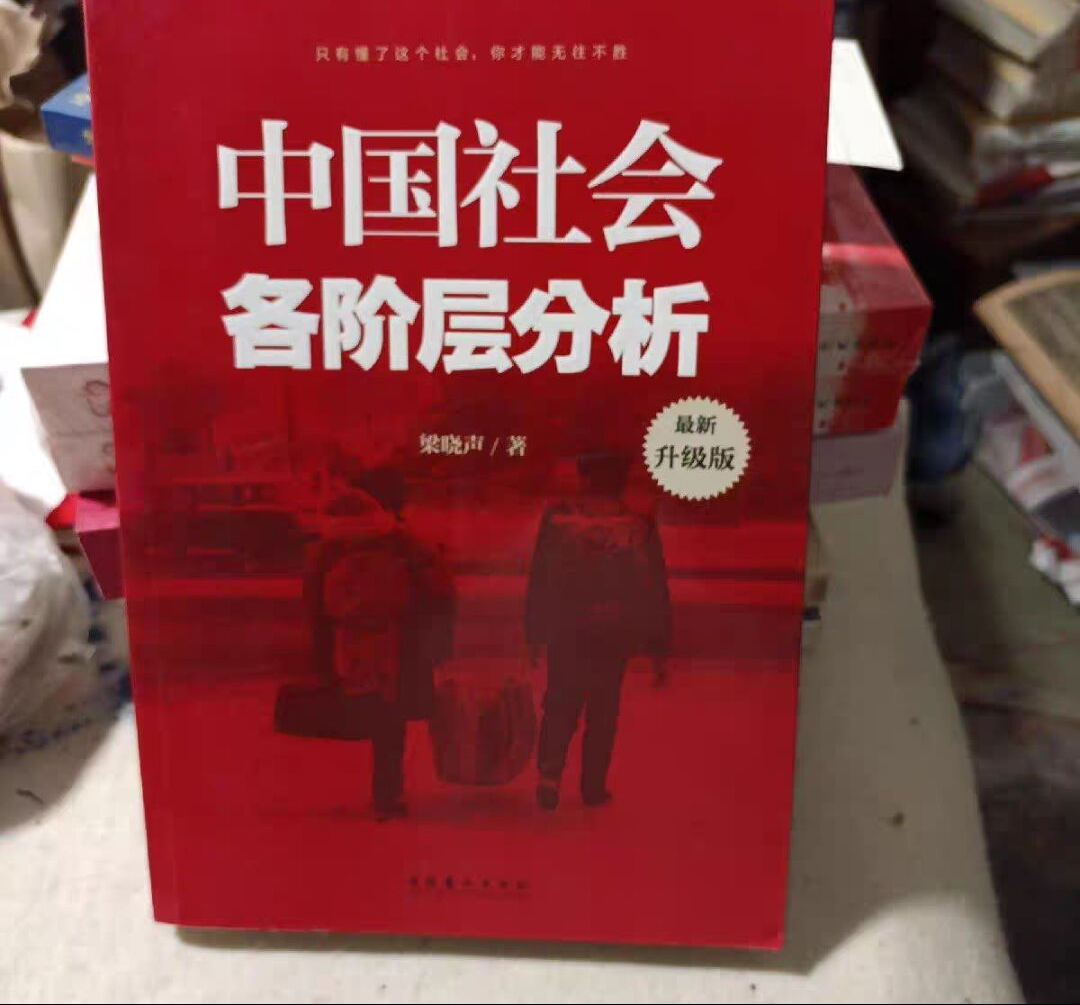 只有懂了这个社会，你才能无往不胜
中国社会
各阶层分析
梁晓声 / 著
最新
升级版